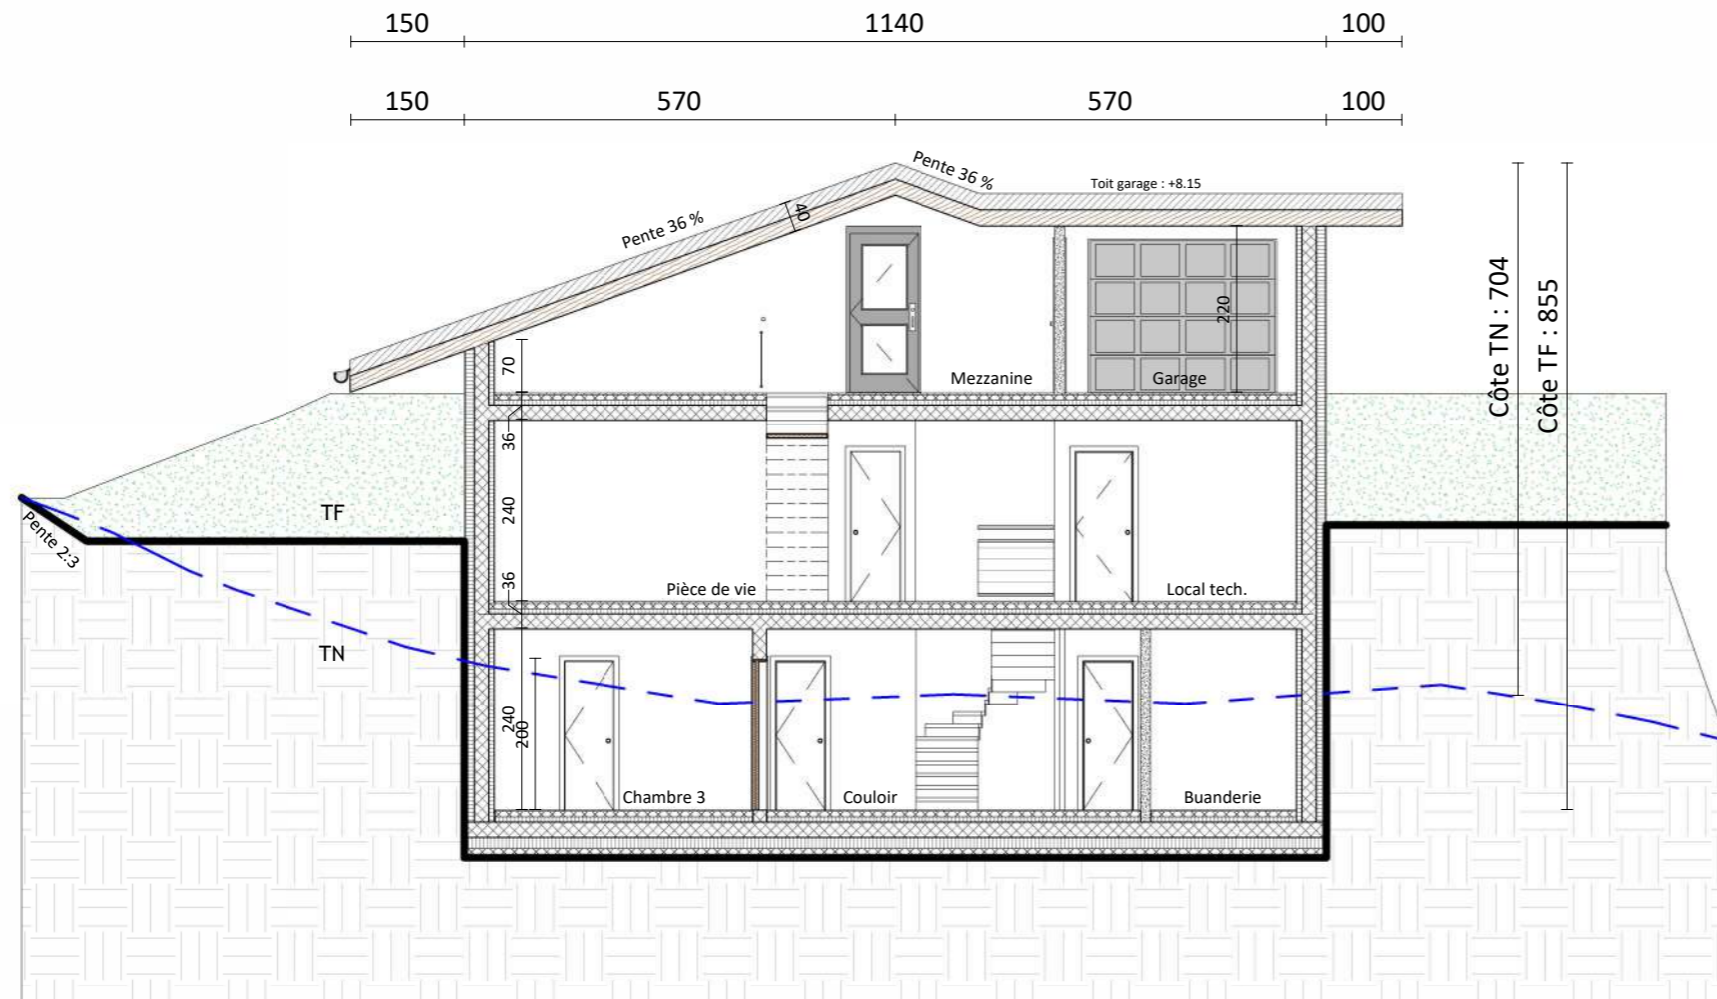 150 1140 100
150 570 570 100
Pente 36 %
Pente 36 %
Toit garage : +8.15
40
Côte TN : 704
Côte TF : 855
220
70
Mezzanine
Garage
36
240
TF
Pente 2:3
36
Pièce de vie
Local tech.
TN
240
200
Chambre 3
Couloir
Buanderie